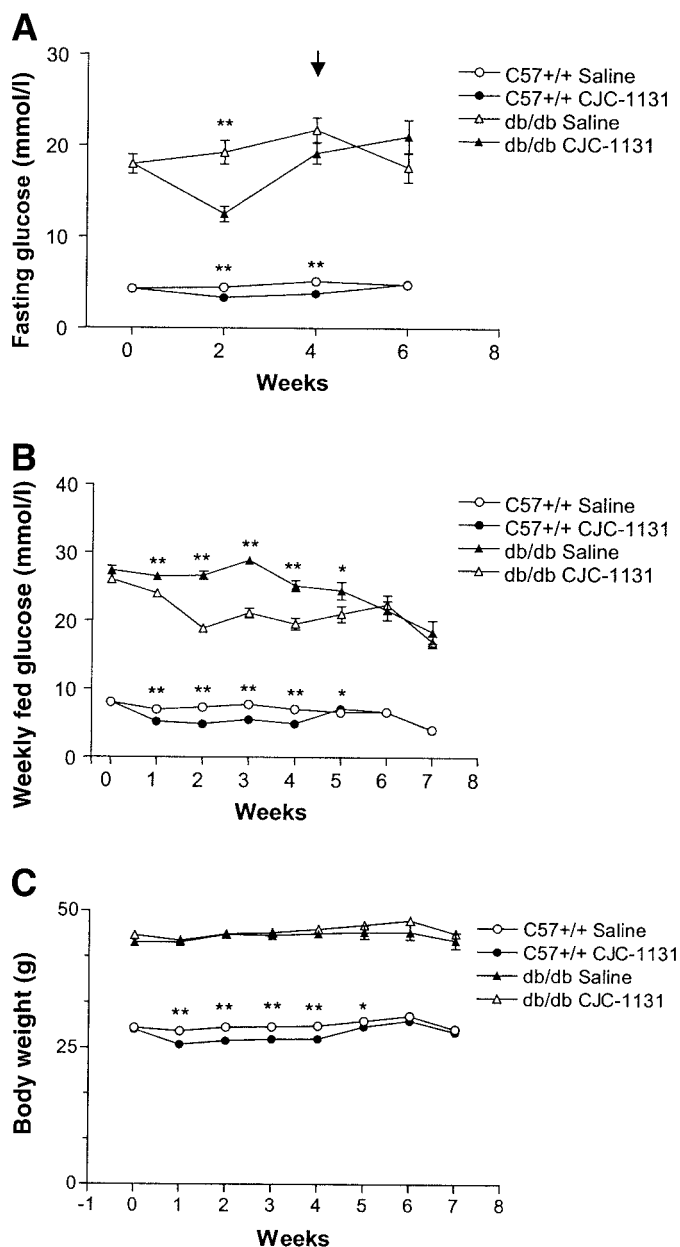 A
Fasting glucose (mmol/l)
30
20
10
0
**
**
**
0
2
4
6
8
Weeks
C57+/+ Saline
C57+/+ CJC-1131
db/db Saline
db/db CJC-1131
B
Weekly fed glucose (mmol/l)
40
30
20
10
0
** ** ** ** *
** ** ** ** *
0 1 2 3 4 5 6 7 8
Weeks
C57+/+ Saline
C57+/+ CJC-1131
db/db Saline
db/db CJC-1131
C
Body weight (g)
50
25
0
** ** ** ** *
-1 0 1 2 3 4 5 6 7 8
Weeks
C57+/+ Saline
C57+/+ CJC-1131
db/db Saline
db/db CJC-1131